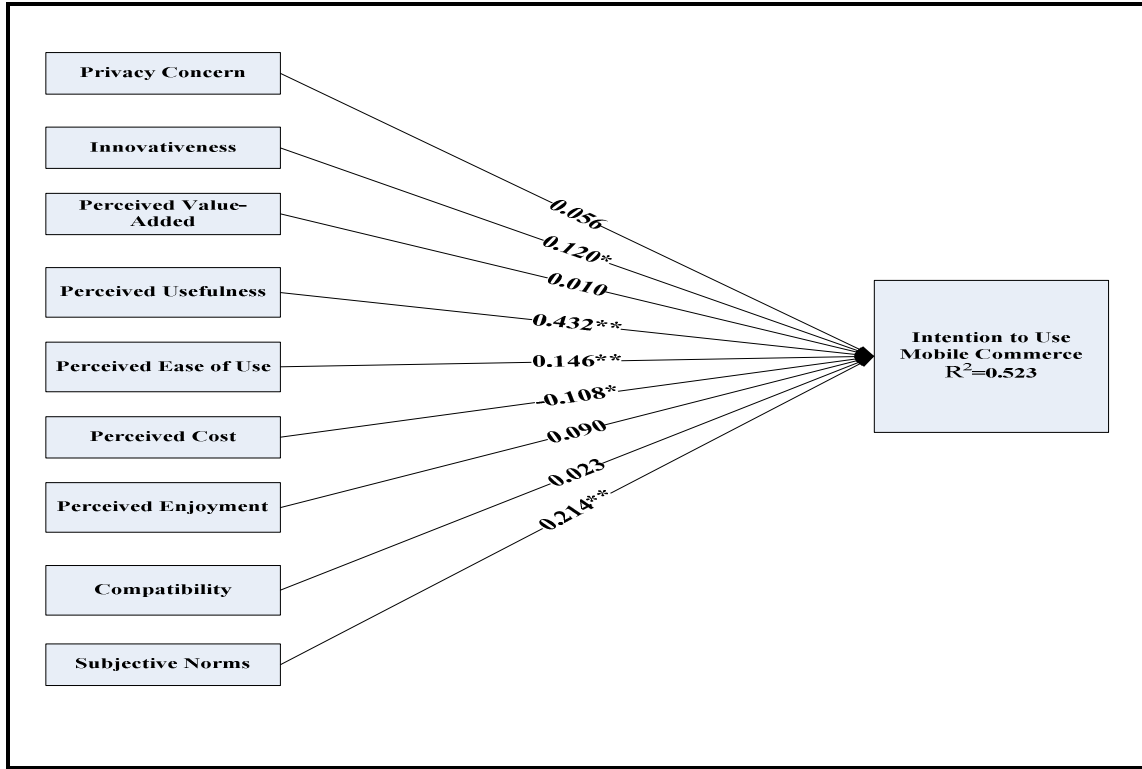 Privacy Concern
Innovativeness
Perceived Value-
Added
Perceived Usefulness
Perceived Ease of Use
Perceived Cost
Perceived Enjoyment
Compatibility
Subjective Norms
0.056
0.120*
0.010
0.432**
0.146**
-0.108*
0.090
0.023
0.214**
Intention to Use
Mobile Commerce
R²=0.523